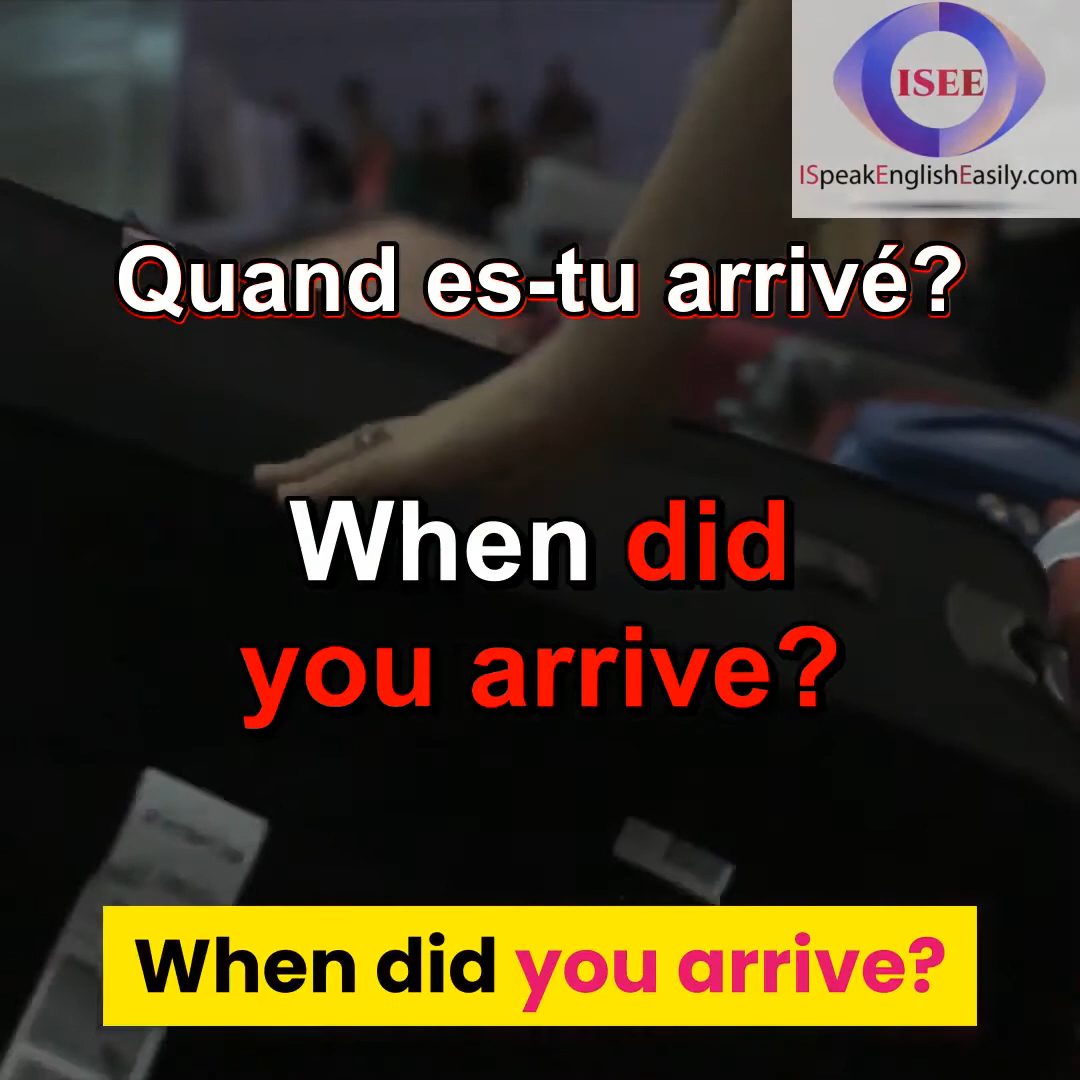 ISEE
ISpeakEnglishEasily.com
Quand es-tu arrivé?
When did
you arrive?
When did you arrive?